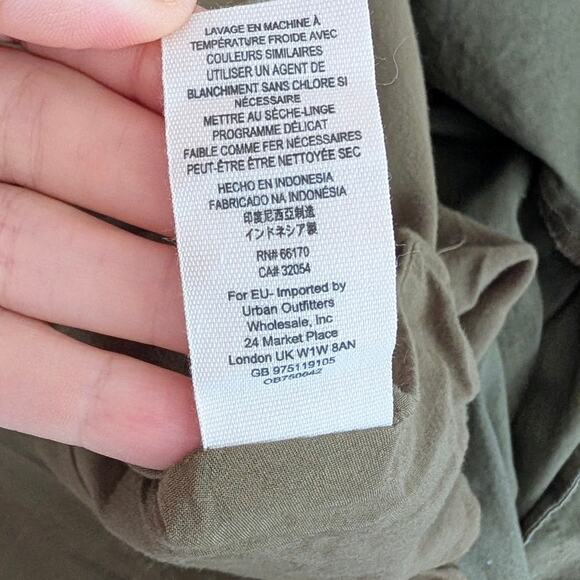 LAVAGE EN MACHINE À
TEMPÉRATURE FROIDE AVEC
COULEURS SIMILAIRES
UTILISER UN AGENT DE
BLANCHIMENT SANS CHLORE SI
NÉCESSAIRE
METTRE AU SÈCHE-LINGE
PROGRAMME DÉLICAT
FAIBLE COMME FER NÉCESSAIRES
PEUT-ÊTRE ÊTRE NETTOYÉE SEC
HECHO EN INDONESIA
FABRICADO NA INDONÉSIA
印度尼西亞制造
インドネシア製
RN# 66170
CA# 32054
For EU- Imported by
Urban Outfitters
Wholesale, Inc
24 Market Place
London UK W1W 8AN
GB 975119105
OB750042